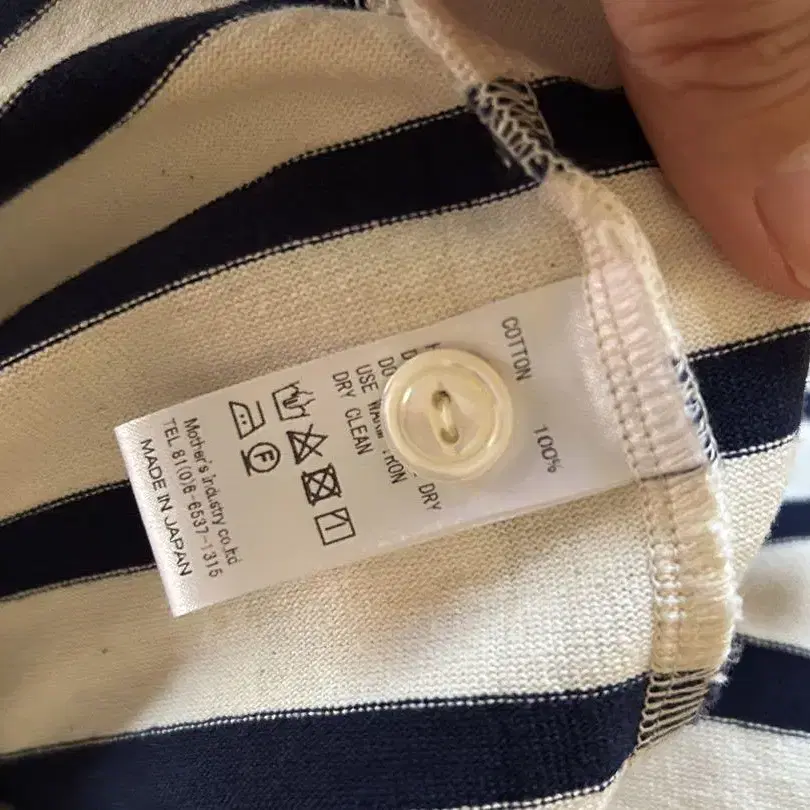 COTTON 100%
DRY
USE WARM IRON
DRY CLEAN
Mother's Industry co.ltd
TEL 81(0)6-6537-1315
MADE IN JAPAN